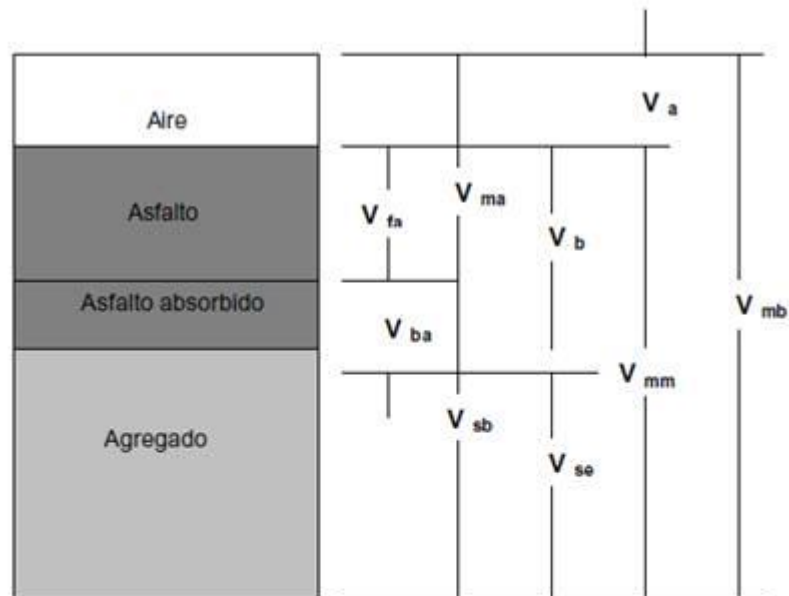 Aire
V a
Asfalto
V fa
V ma
V b
Asfalto absorbido
V ba
V mb
V mm
Agregado
V sb
V se